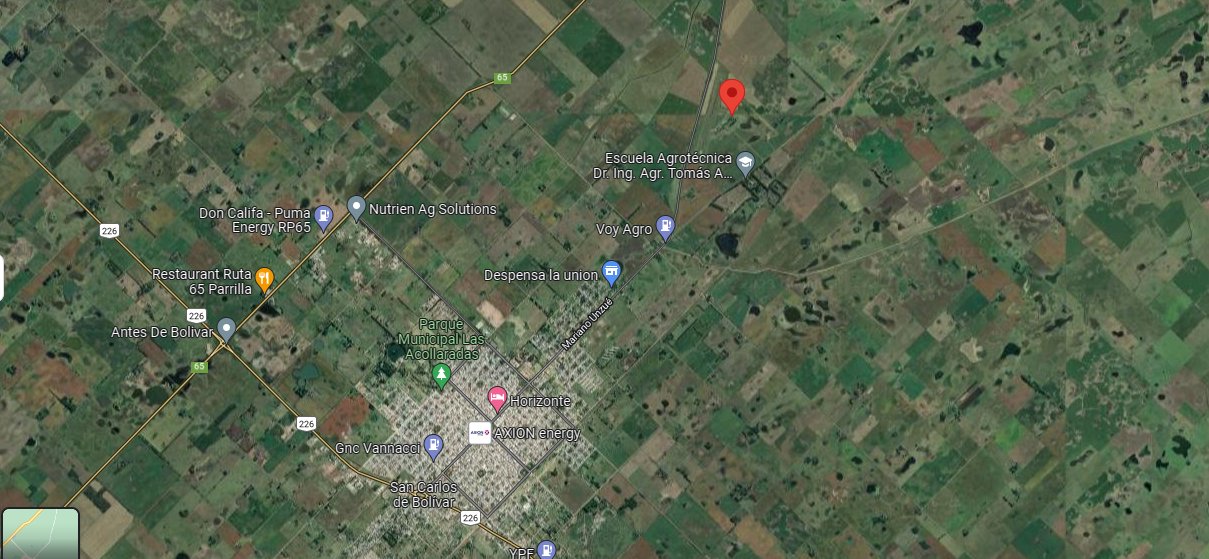 65
Escuela Agrotécnica
Dr. Ing. Agr. Tomás A...
Don Califa - Puma
Energy RP65
Nutrien Ag Solutions
226
Voy Agro
Restaurant Ruta
65 Parrilla
Despensa la union
226
Antes De Bolivar
Mariano Unzué
Parque
Municipal Las
Acollaradas
65
Horizonte
226
AXION
AXION energy
Gnc Vannacci
San Carlos
de Bolívar
226
YPF